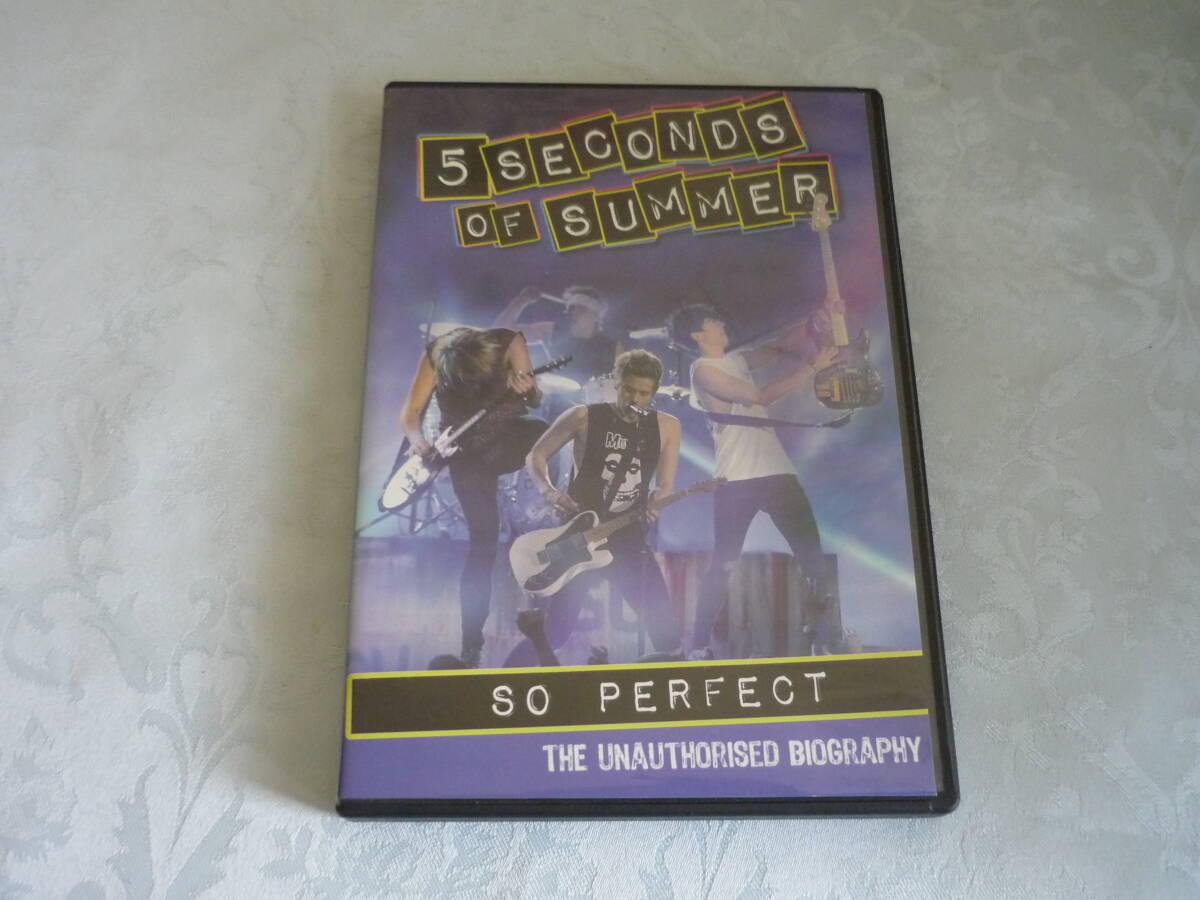 5 SECONDS
OF SUMMER
SO PERFECT
THE UNAUTHORISED BIOGRAPHY